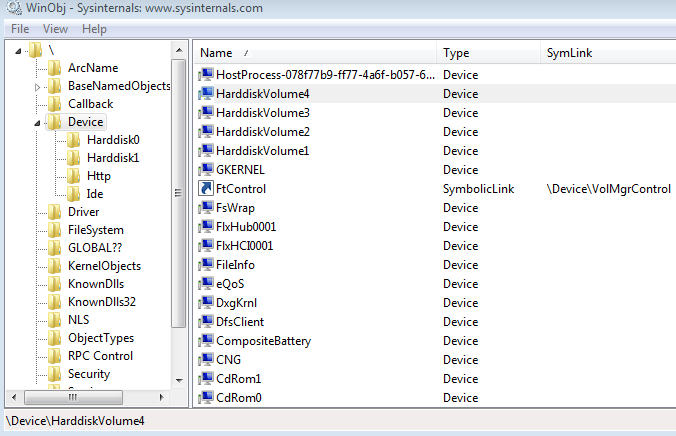 WinObj - Sysinternals: www.sysinternals.com
File View Help
\
ArcName
BaseNamedObjects
Callback
Device
Harddisk0
Harddisk1
Http
Ide
Driver
FileSystem
GLOBAL??
KernelObjects
KnownDlls
KnownDlls32
NLS
ObjectTypes
RPC Control
Security
Name / Type SymLink
HostProcess-078f77b9-ff77-4a6f-b057-6... Device
HarddiskVolume4 Device
HarddiskVolume3 Device
HarddiskVolume2 Device
HarddiskVolume1 Device
GKERNEL Device
FtControl SymbolicLink \Device\VolMgrControl
FsWrap Device
FlxHub0001 Device
FlxHCI0001 Device
FileInfo Device
eQoS Device
DxgKrnl Device
DfsClient Device
CompositeBattery Device
CNG Device
CdRom1 Device
CdRom0 Device
\Device\HarddiskVolume4